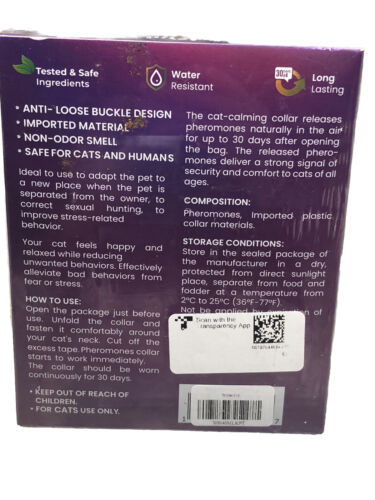 Tested & Safe
Ingredients
Water
Resistant
30
Long
Lasting
• ANTI- LOOSE BUCKLE DESIGN
• IMPORTED MATERIAL
• NON-ODOR SMELL
• SAFE FOR CATS AND HUMANS
Ideal to use to adapt the pet to
a new place when the pet is
separated from the owner, to
correct sexual hunting, to
improve stress-related
behavior.
Your cat feels happy and
relaxed while reducing
unwanted behaviors. Effectively
alleviate bad behaviors from
fear or stress.
HOW TO USE:
Open the package just before
use. Unfold the collar and
fasten it comfortably around
your cat's neck. Cut off the
excess tape. Pheromones collar
starts to work immediately.
The collar should be worn
continuously for 30 days.
• KEEP OUT OF REACH OF
CHILDREN.
• FOR CATS USE ONLY.
The cat-calming collar releases
pheromones naturally in the air
for up to 30 days after opening
the bag. The released phero-
mones deliver a strong signal of
security and comfort to cats of all
ages.
COMPOSITION:
Pheromones, Imported plastic
collar materials.
STORAGE CONDITIONS:
Store in the sealed package of
the manufacturer in a dry,
protected from direct sunlight
place, separate from food and
fodder at a temperature from
2°C to 25°C (36°F-77°F).
Not be applied by of
Scan with the
Transparency App
7